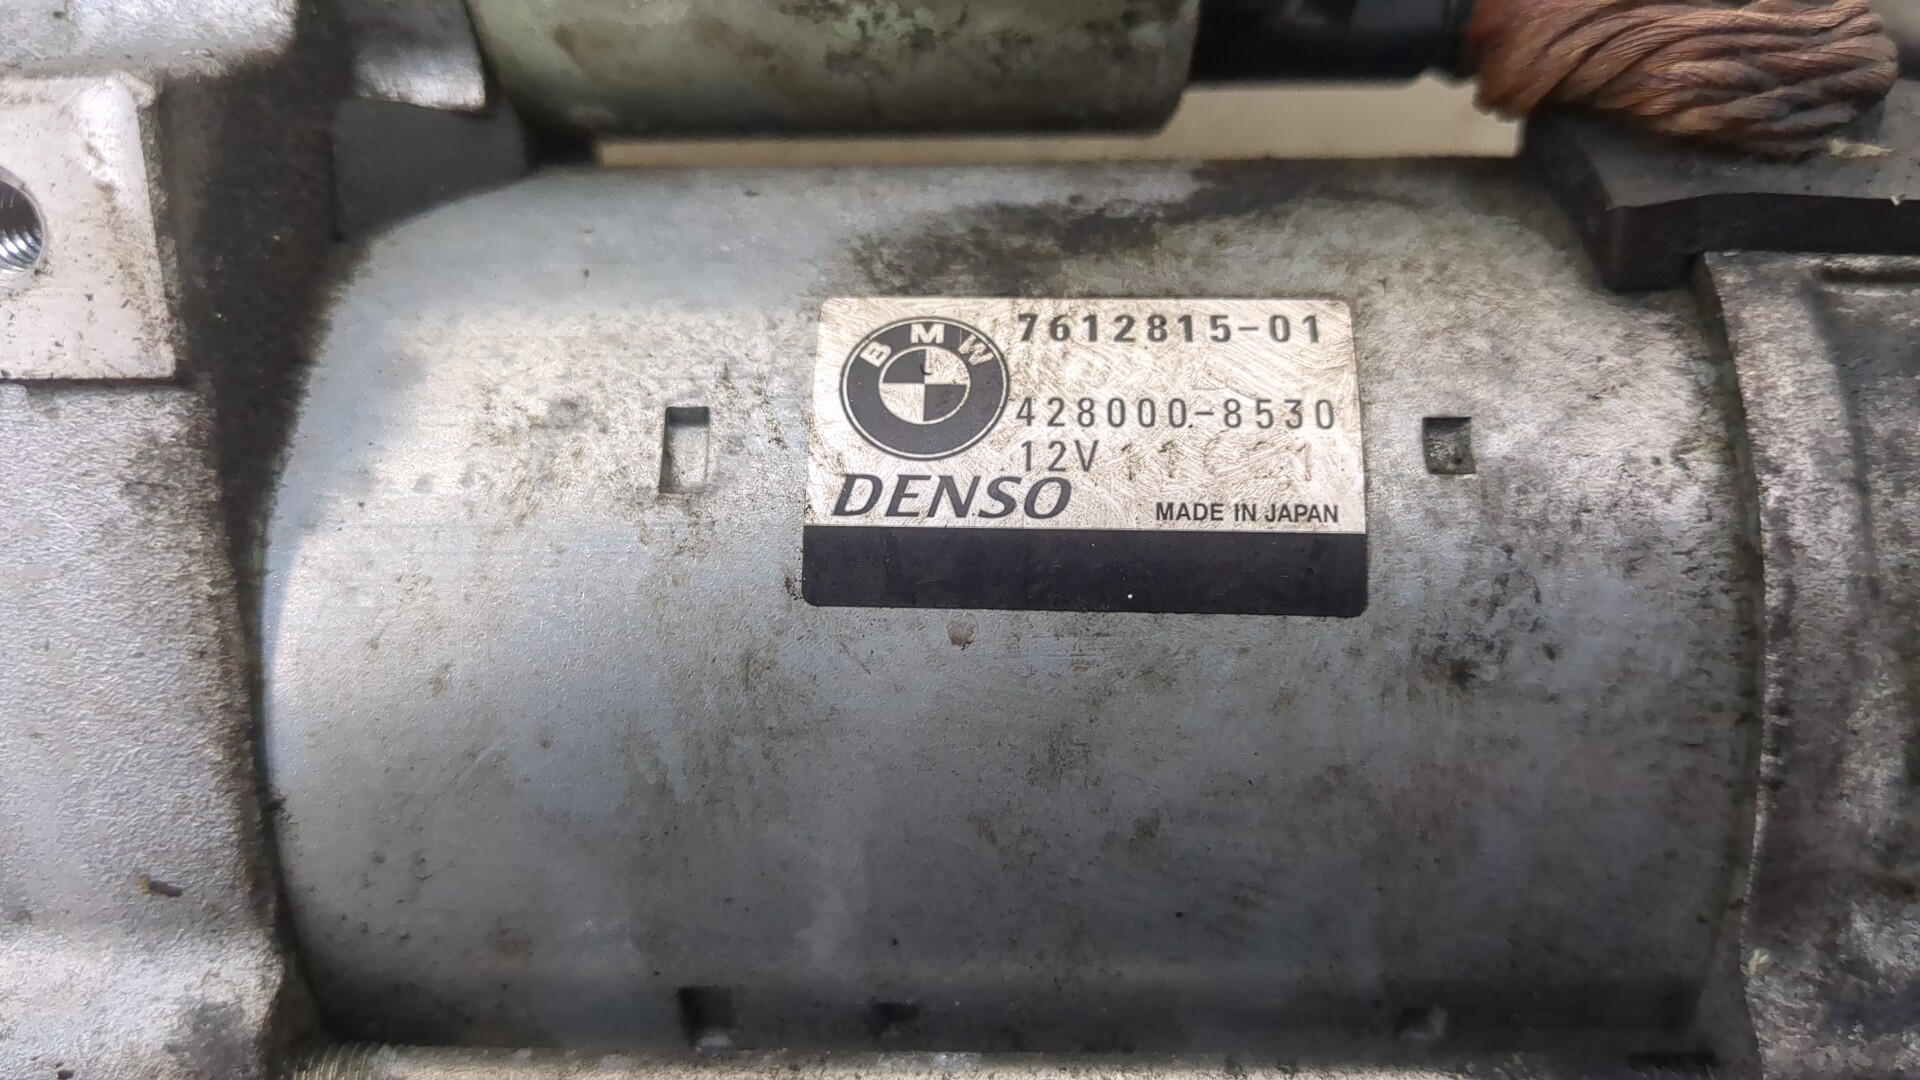 BMW
7612815-01
428000-8530
12V
DENSO
MADE IN JAPAN